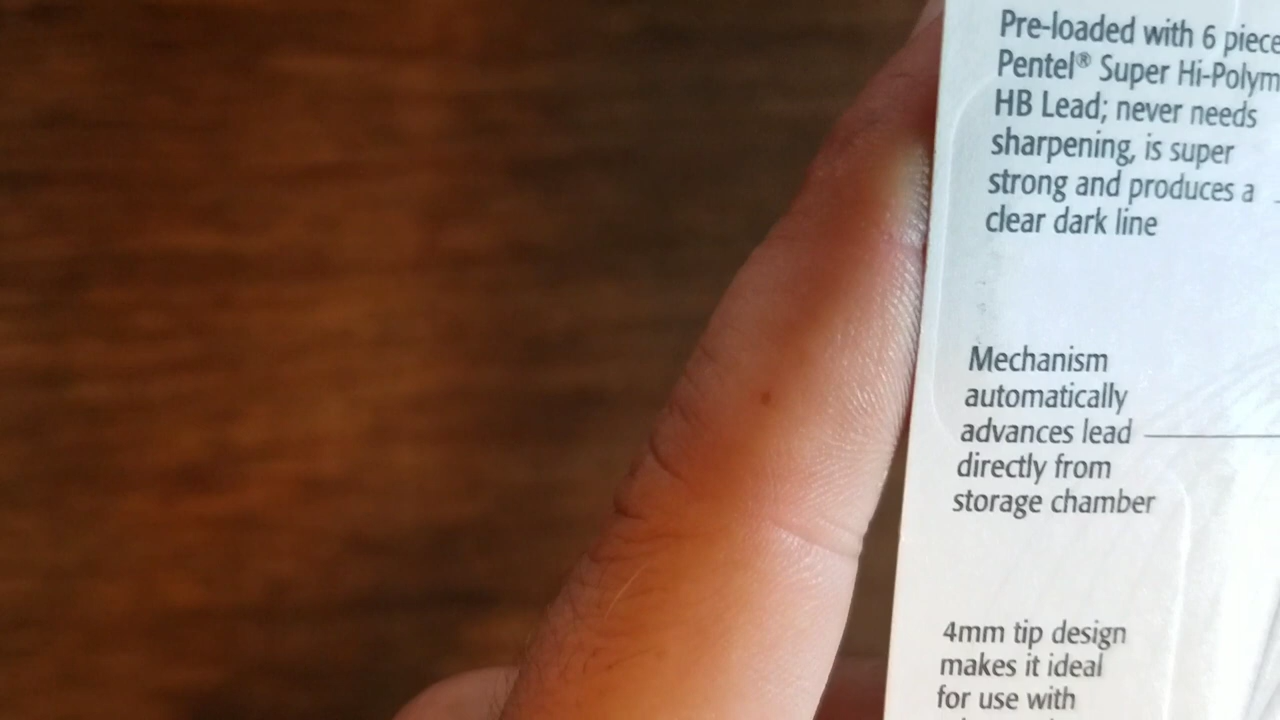 Pre-loaded with 6 piece
Pentel® Super Hi-Polym
HB Lead; never needs
sharpening, is super
strong and produces a
clear dark line
Mechanism
automatically
advances lead
directly from
storage chamber
4mm tip design
makes it ideal
for use with